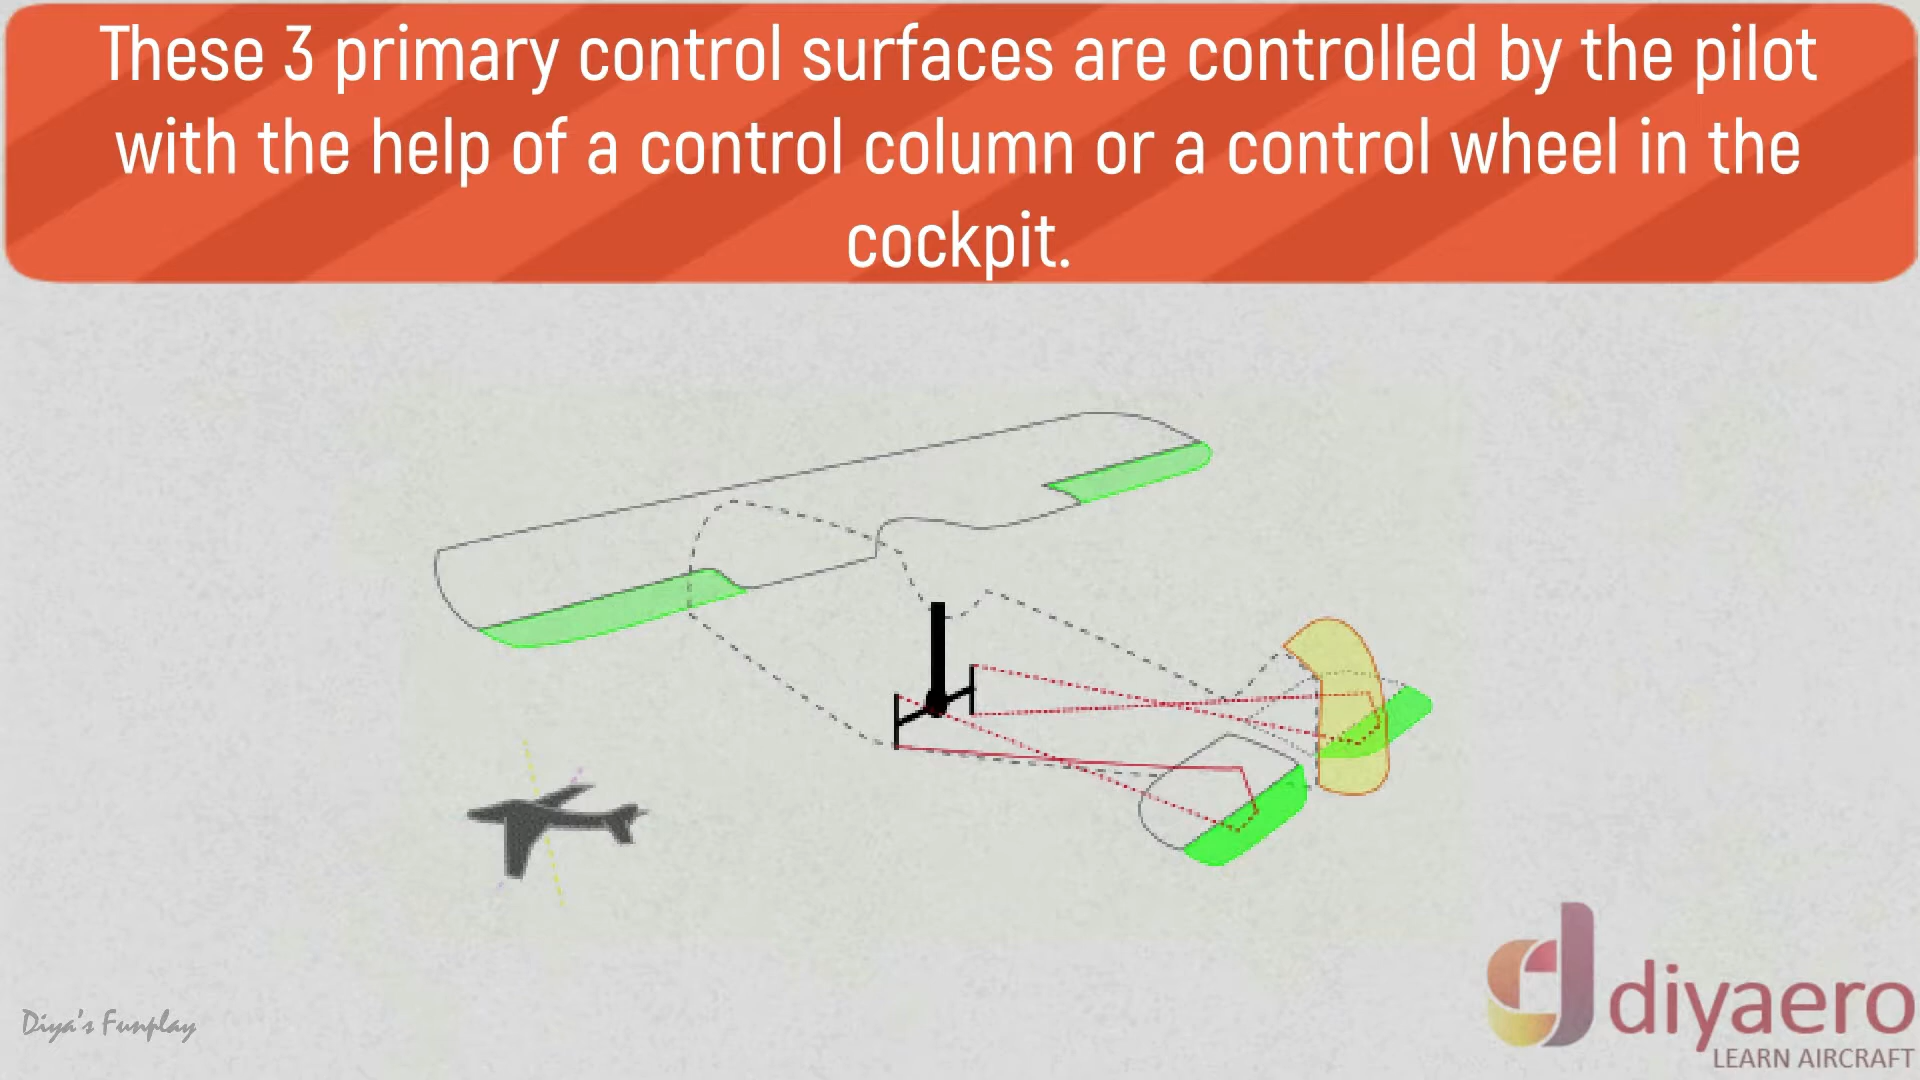 These 3 primary control surfaces are controlled by the pilot
with the help of a control column or a control wheel in the
cockpit.
Diya's Funplay
diyaero
LEARN AIRCRAFT